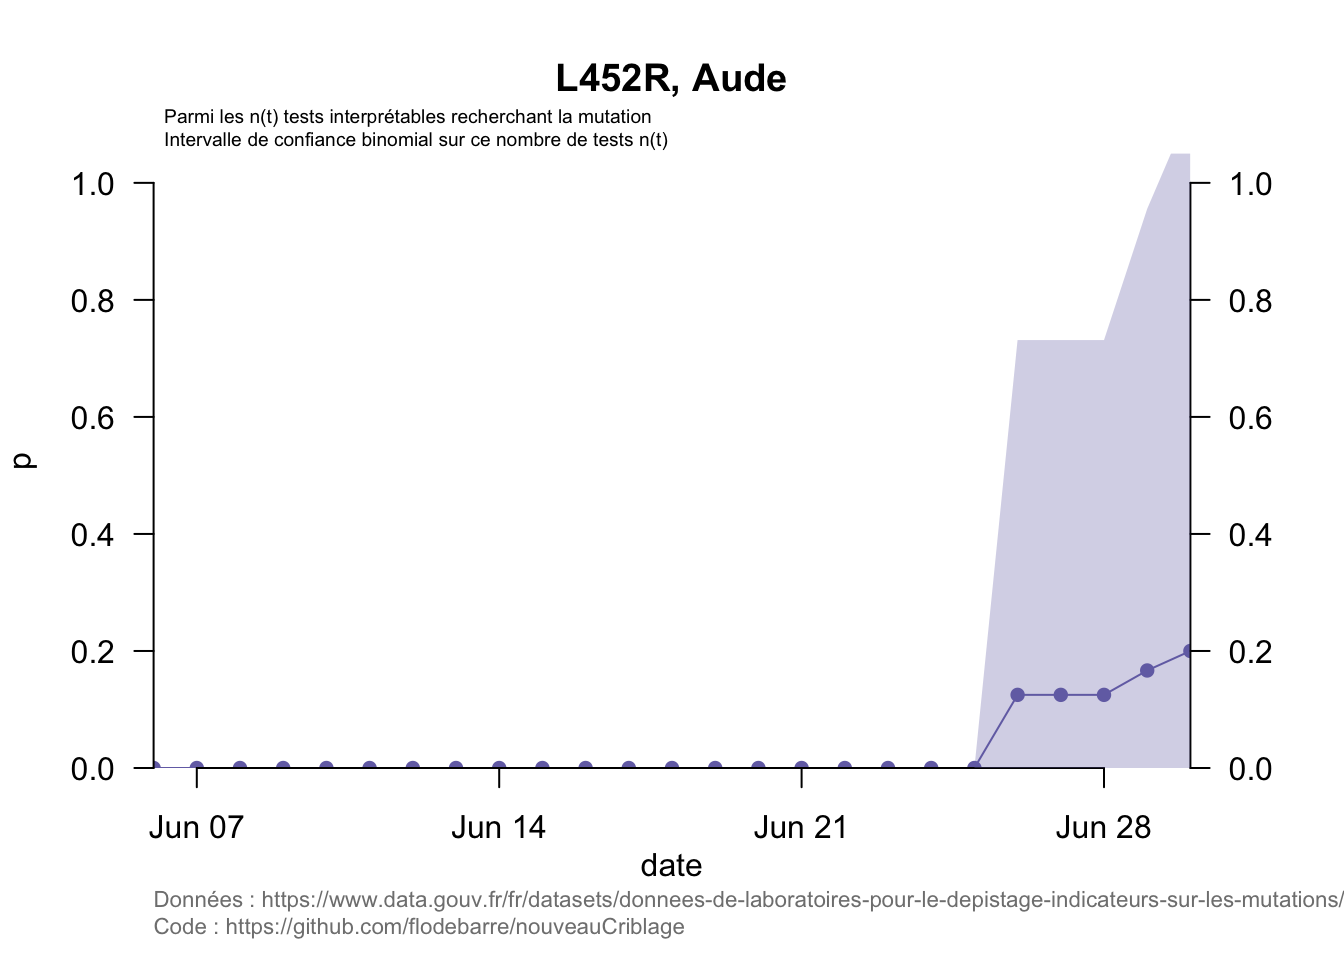 L452R, Aude
Parmi les n(t) tests interprétables recherchant la mutation
Intervalle de confiance binomial sur ce nombre de tests n(t)
1.0 1.0
0.8 0.8
0.6 0.6
p
0.4 0.4
0.2 0.2
0.0 0.0
Jun 07 Jun 14 Jun 21 Jun 28
date
Données : https://www.data.gouv.fr/fr/datasets/donnees-de-laboratoires-pour-le-depistage-indicateurs-sur-les-mutations/
Code : https://github.com/flodebarre/nouveauCriblage